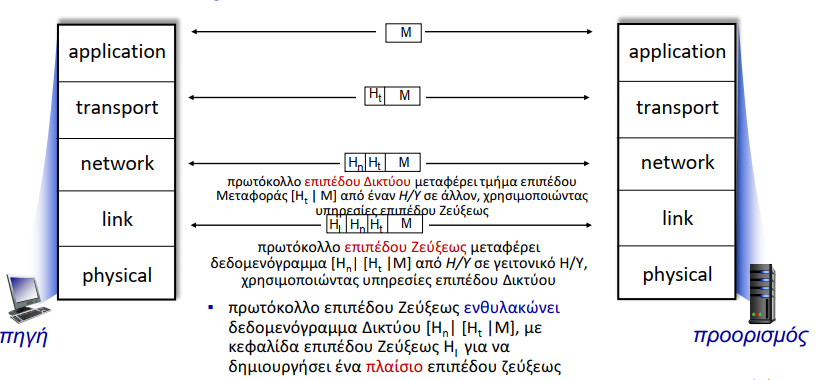 application
transport
network
link
physical
M
Ht M
Hn Ht M
πρωτόκολλο επιπέδου Δικτύου μεταφέρει τμήμα επιπέδου
Μεταφοράς [Ht | M] από έναν Η/Υ σε άλλον, χρησιμοποιώντας
υπηρεσίες επιπέδου Ζεύξεως
Hl Hn Ht M
πρωτόκολλο επιπέδου Ζεύξεως μεταφέρει
δεδομενόγραμμα [Hn| [Ht |M] από Η/Υ σε γειτονικό Η/Υ,
χρησιμοποιώντας υπηρεσίες επιπέδου Δικτύου
▪ πρωτόκολλο επιπέδου Ζεύξεως ενθυλακώνει
δεδομενόγραμμα Δικτύου [Hn| [Ht |M], με
κεφαλίδα επιπέδου Ζεύξεως Hl για να
δημιουργήσει ένα πλαίσιο επιπέδου ζεύξεως
application
transport
network
link
physical
πηγή
προορισμός